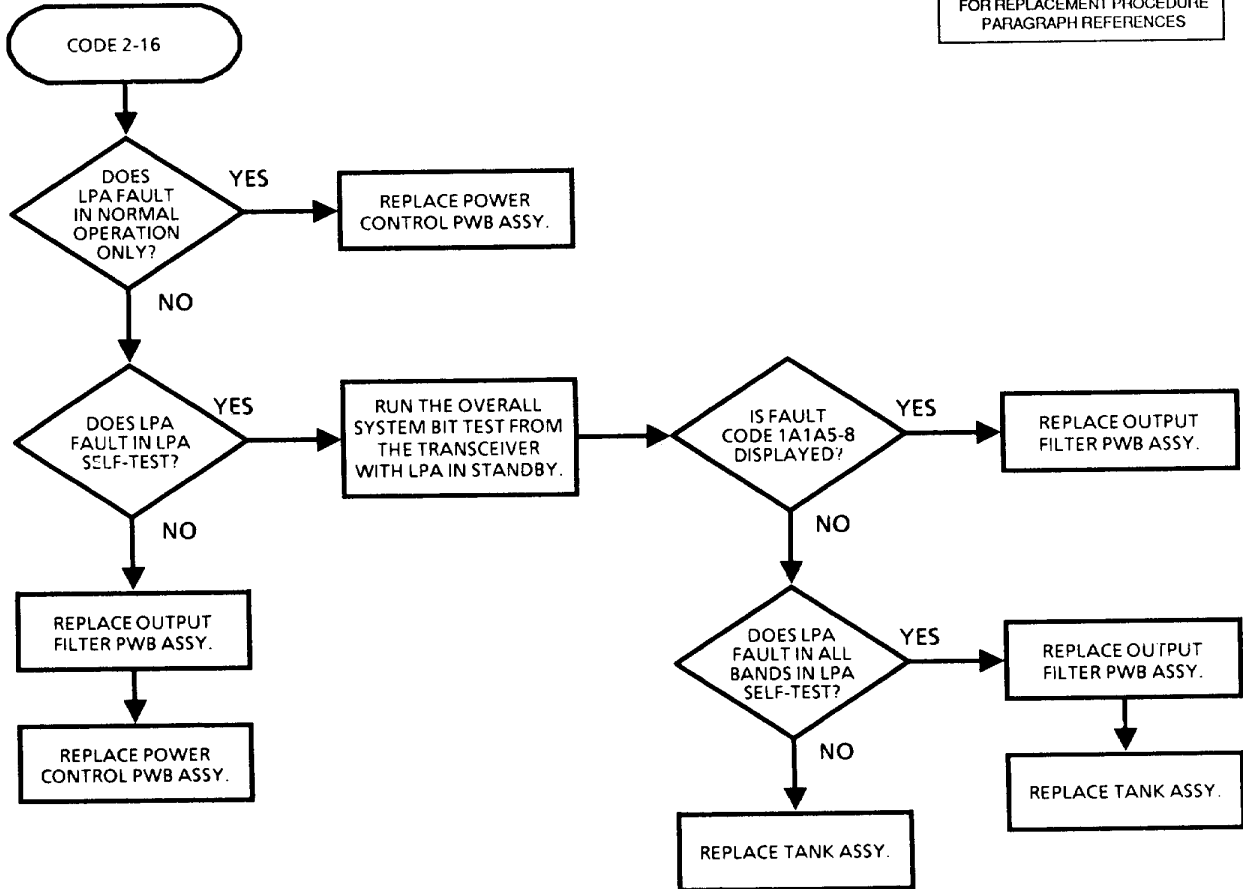 FOR REPLACEMENT PROCEDURE
PARAGRAPH REFERENCES
CODE 2-16
DOES
LPA FAULT
IN NORMAL
OPERATION
ONLY?
YES
REPLACE POWER
CONTROL PWB ASSY.
NO
DOES LPA
FAULT IN LPA
SELF-TEST?
YES
RUN THE OVERALL
SYSTEM BIT TEST FROM
THE TRANSCEIVER
WITH LPA IN STANDBY.
IS FAULT
CODE 1A1A5-8
DISPLAYED?
YES
REPLACE OUTPUT
FILTER PWB ASSY.
NO
NO
REPLACE OUTPUT
FILTER PWB ASSY.
REPLACE POWER
CONTROL PWB ASSY.
DOES LPA
FAULT IN ALL
BANDS IN LPA
SELF-TEST?
YES
REPLACE OUTPUT
FILTER PWB ASSY.
REPLACE TANK ASSY.
NO
REPLACE TANK ASSY.